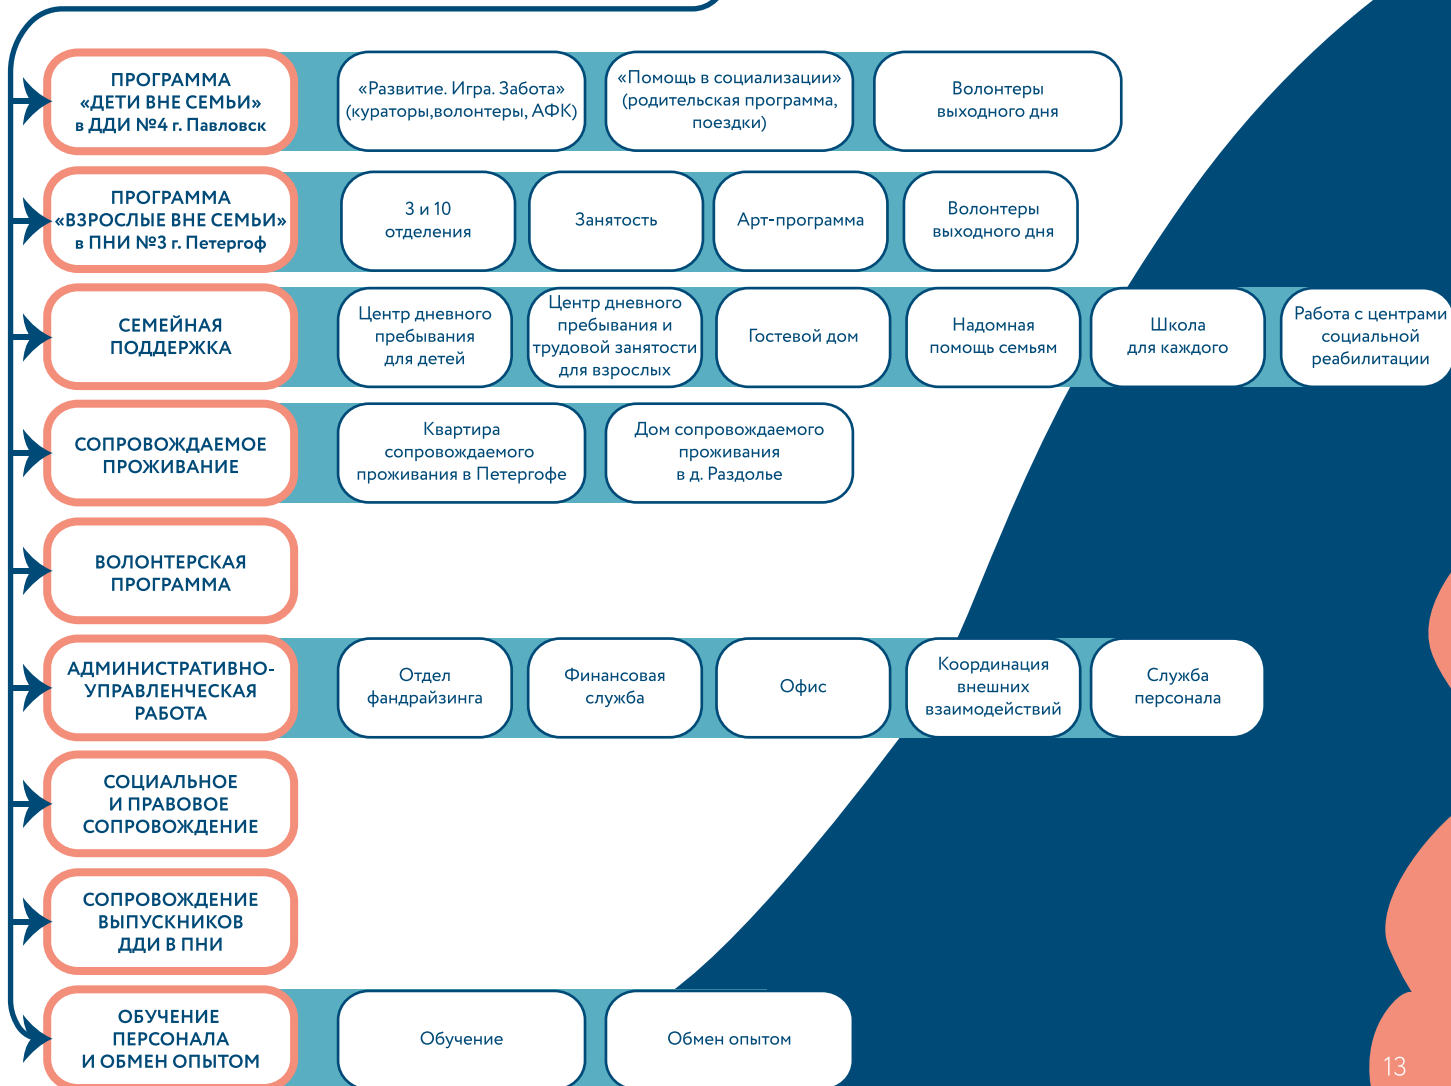 ПРОГРАММА
«ДЕТИ ВНЕ СЕМЬИ»
в ДДИ №4 г. Павловск
«Развитие. Игра. Забота»
(кураторы,волонтеры, АФК)
«Помощь в социализации»
(родительская программа,
поездки)
Волонтеры
выходного дня
ПРОГРАММА
«ВЗРОСЛЫЕ ВНЕ СЕМЬИ»
в ПНИ №3 г. Петергоф
3 и 10
отделения
Занятость
Арт-программа
Волонтеры
выходного дня
СЕМЕЙНАЯ
ПОДДЕРЖКА
Центр дневного
пребывания
для детей
Центр дневного
пребывания и
трудовой занятости
для взрослых
Гостевой дом
Надомная
помощь семьям
Школа
для каждого
Работа с центрами
социальной
реабилитации
СОПРОВОЖДАЕМОЕ
ПРОЖИВАНИЕ
Квартира
сопровождаемого
проживания в Петергофе
Дом сопровождаемого
проживания
в д. Раздолье
ВОЛОНТЕРСКАЯ
ПРОГРАММА
АДМИНИСТРАТИВНО-
УПРАВЛЕНЧЕСКАЯ
РАБОТА
Отдел
фандрайзинга
Финансовая
служба
Офис
Координация
внешних
взаимодействий
Служба
персонала
СОЦИАЛЬНОЕ
И ПРАВОВОЕ
СОПРОВОЖДЕНИЕ
СОПРОВОЖДЕНИЕ
ВЫПУСКНИКОВ
ДДИ В ПНИ
ОБУЧЕНИЕ
ПЕРСОНАЛА
И ОБМЕН ОПЫТОМ
Обучение
Обмен опытом
13